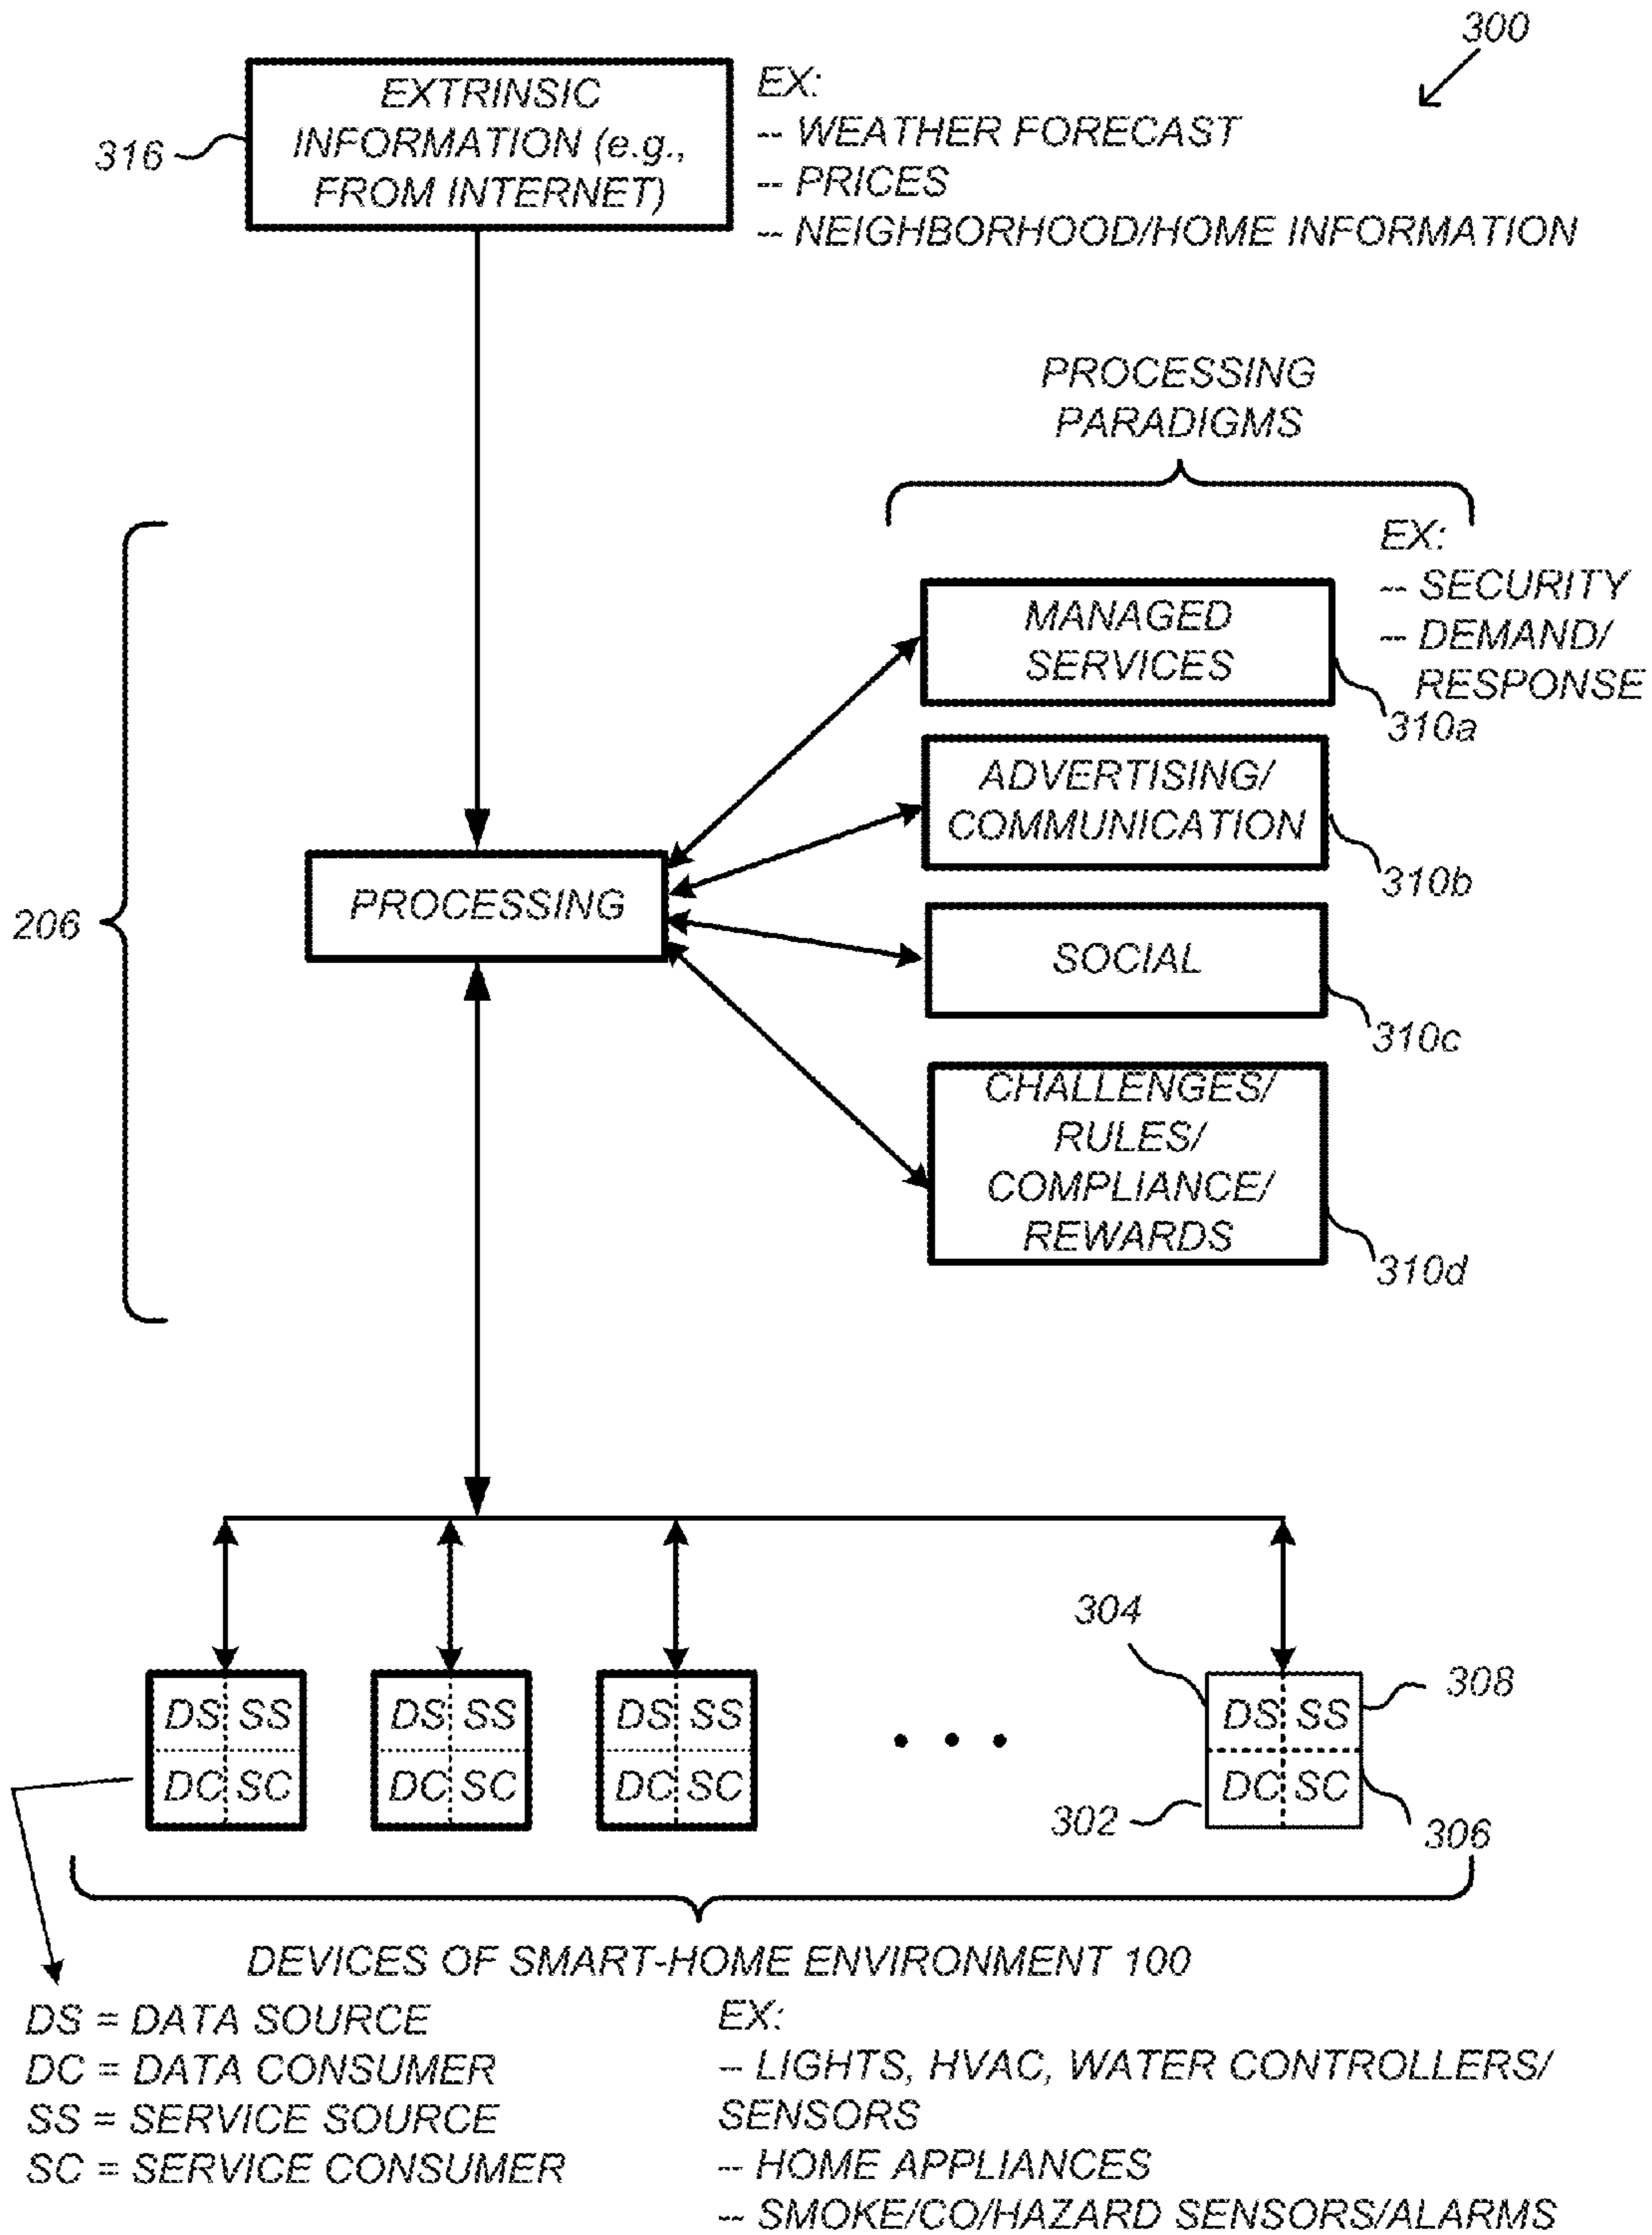 300
EXTRINSIC
INFORMATION (e.g.,
FROM INTERNET)
316
EX:
-- WEATHER FORECAST
-- PRICES
-- NEIGHBORHOOD/HOME INFORMATION
PROCESSING
PARADIGMS
EX:
-- SECURITY
-- DEMAND/
RESPONSE
MANAGED
SERVICES
310a
ADVERTISING/
COMMUNICATION
310b
206
PROCESSING
SOCIAL
310c
CHALLENGES/
RULES/
COMPLIANCE/
REWARDS
310d
304
308
DS SS
DC SC
DS SS
DC SC
DS SS
DC SC
• • •
DS SS
DC SC
302
306
DEVICES OF SMART-HOME ENVIRONMENT 100
DS = DATA SOURCE
DC = DATA CONSUMER
SS = SERVICE SOURCE
SC = SERVICE CONSUMER
EX:
-- LIGHTS, HVAC, WATER CONTROLLERS/
SENSORS
-- HOME APPLIANCES
-- SMOKE/CO/HAZARD SENSORS/ALARMS